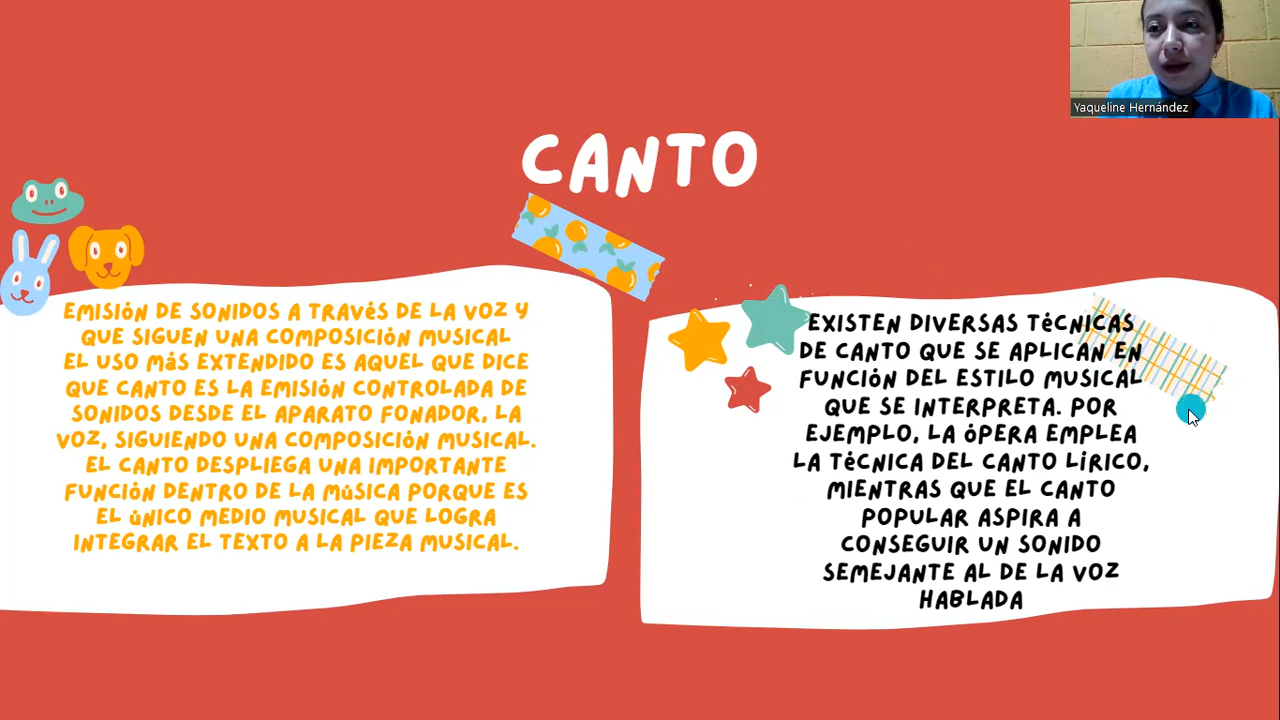 Yaqueline Hernández
CANTO
EMISIÓN DE SONIDOS A TRAVÉS DE LA VOZ Y
QUE SIGUEN UNA COMPOSICIÓN MUSICAL
EL USO MÁS EXTENDIDO ES AQUEL QUE DICE
QUE CANTO ES LA EMISIÓN CONTROLADA DE
SONIDOS DESDE EL APARATO FONADOR, LA
VOZ, SIGUIENDO UNA COMPOSICIÓN MUSICAL.
EL CANTO DESPLIEGA UNA IMPORTANTE
FUNCIÓN DENTRO DE LA MÚSICA PORQUE ES
EL ÚNICO MEDIO MUSICAL QUE LOGRA
INTEGRAR EL TEXTO A LA PIEZA MUSICAL.
EXISTEN DIVERSAS TÉCNICAS
DE CANTO QUE SE APLICAN EN
FUNCIÓN DEL ESTILO MUSICAL
QUE SE INTERPRETA. POR
EJEMPLO, LA ÓPERA EMPLEA
LA TÉCNICA DEL CANTO LÍRICO,
MIENTRAS QUE EL CANTO
POPULAR ASPIRA A
CONSEGUIR UN SONIDO
SEMEJANTE AL DE LA VOZ
HABLADA